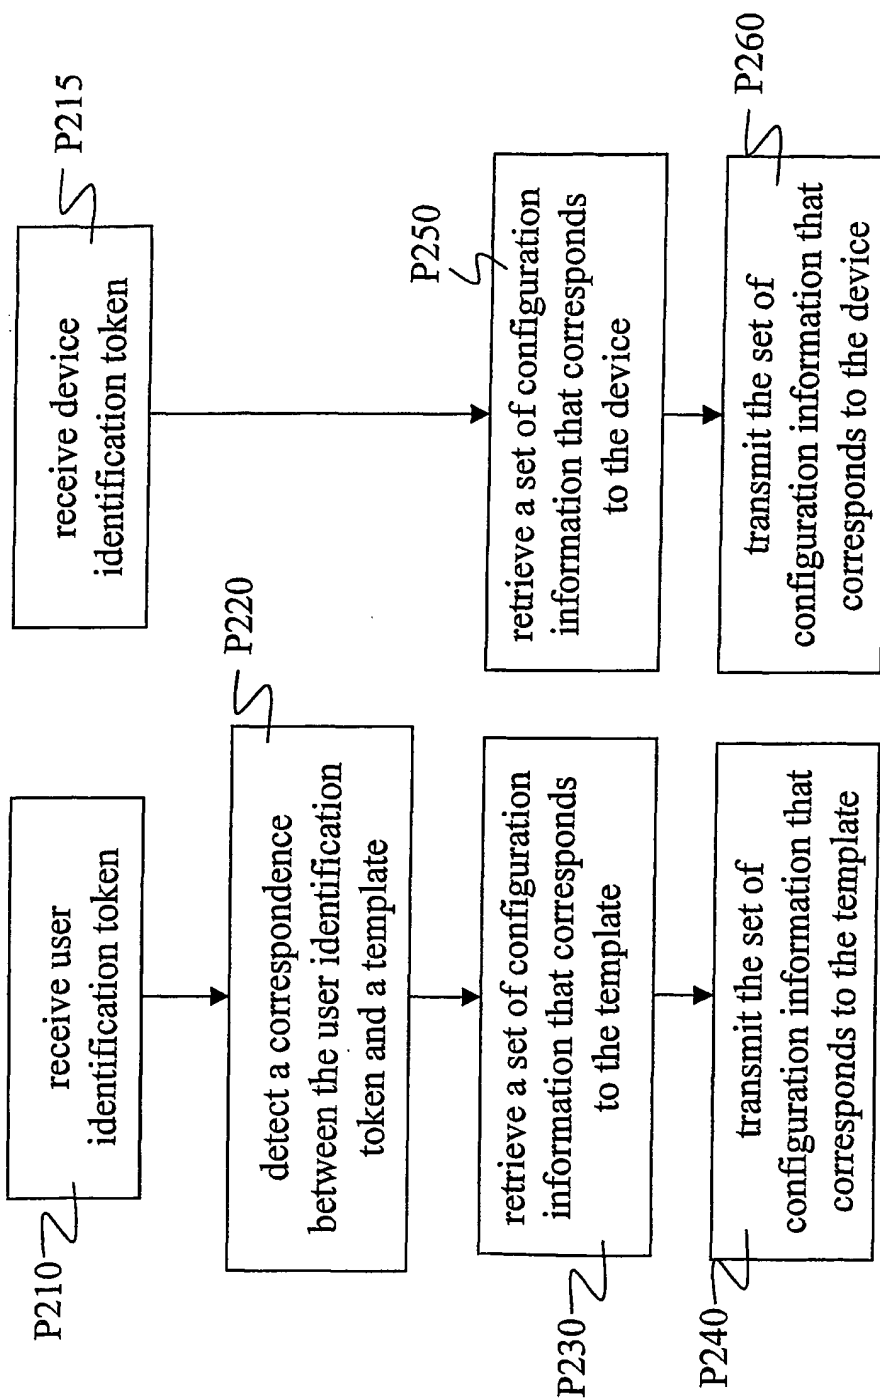 P210
receive user
identification token
P220
detect a correspondence
between the user identification
token and a template
P230
retrieve a set of configuration
information that corresponds
to the template
P240
transmit the set of
configuration information that
corresponds to the template
P215
receive device
identification token
P250
retrieve a set of configuration
information that corresponds
to the device
P260
transmit the set of
configuration information that
corresponds to the device